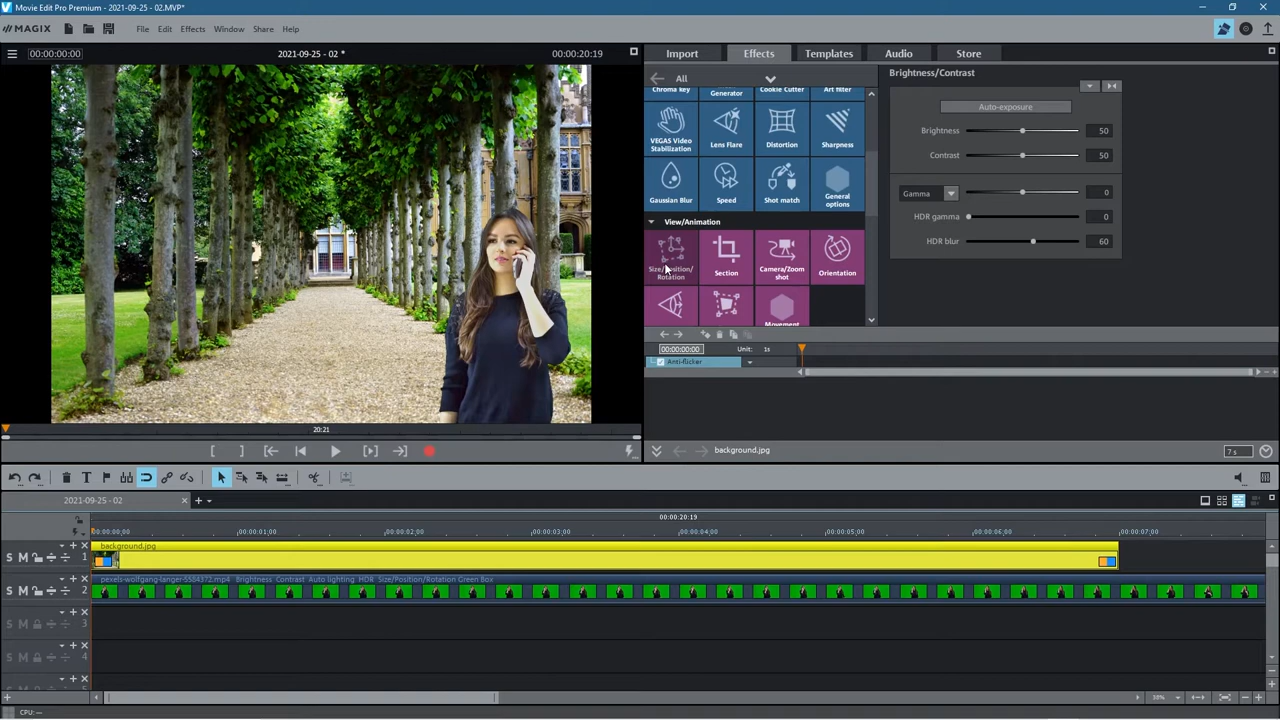 Movie Edit Pro Premium - 2021-09-25 - 02.MVP*
MAGIX File Edit Effects Window Share Help
00:00:00:00 2021-09-25 - 02 * 00:00:20:19
Import Effects Templates Audio Store
All
Chroma key Generator Cookie Cutter Art filter
VEGAS Video Stabilization Lens Flare Distortion Sharpness
Gaussian Blur Speed Shot match General options
View/Animation
Size/Position/Rotation Section Camera/Zoom shot Orientation
Movement
Brightness/Contrast
Auto-exposure
Brightness 50
Contrast 50
Gamma 0
HDR gamma 0
HDR blur 60
00:00:00:00 Unit: 1s
Anti-flicker
20:21
background.jpg 7 s
2021-09-25 - 02
00:00:20:19
00:00:00;00 00:00:01;00 00:00:02;00 00:00:03;00 00:00:04;00 00:00:05;00 00:00:06;00 00:00:07;00
background.jpg
S M 1
pexels-wolfgang-langer-5584372.mp4 Brightness Contrast Auto lighting HDR Size/Position/Rotation Green Box
S M 2
S M 3
S M 4
38%
CPU: —